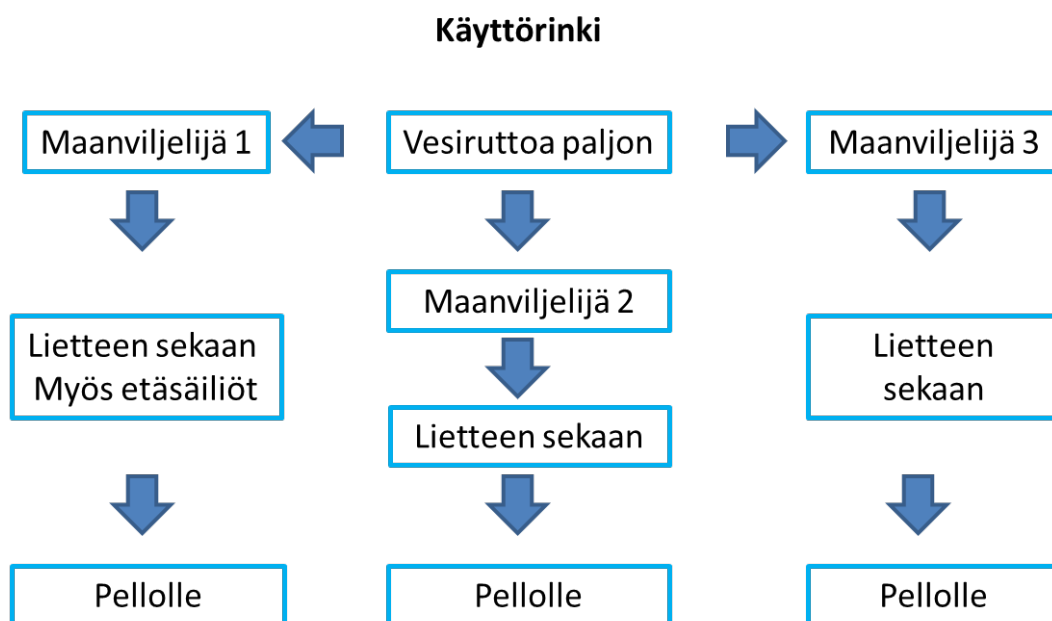 Käyttörinki
Maanviljelijä 1
Vesiruttoa paljon
Maanviljelijä 3
Maanviljelijä 2
Lietteen sekaan
Myös etäsäiliöt
Lietteen
sekaan
Lietteen sekaan
Pellolle
Pellolle
Pellolle